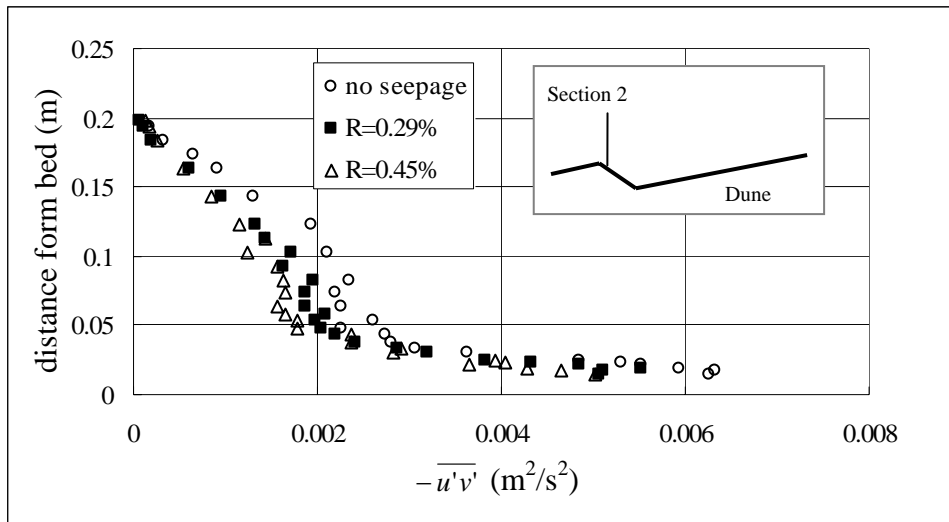 distance form bed (m)
0.25
0.2
0.15
0.1
0.05
0
○ no seepage
■ R=0.29%
△ R=0.45%
Section 2
Dune
0 0.002 0.004 0.006 0.008
−u'v' (m²/s²)